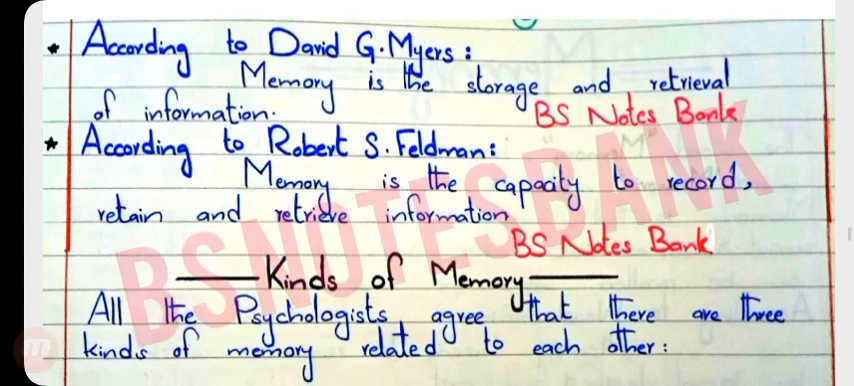 * According to David G. Myers :
Memory is the storage and retrieval
of information.
BS Notes Bank
* According to Robert S. Feldman :
Memory is the capacity to record,
retain and retrieve information
BS Notes Bank
Kinds of Memory
All the Psychologists agree that there are three
kinds of memory related to each other :
BSNOTESBANK